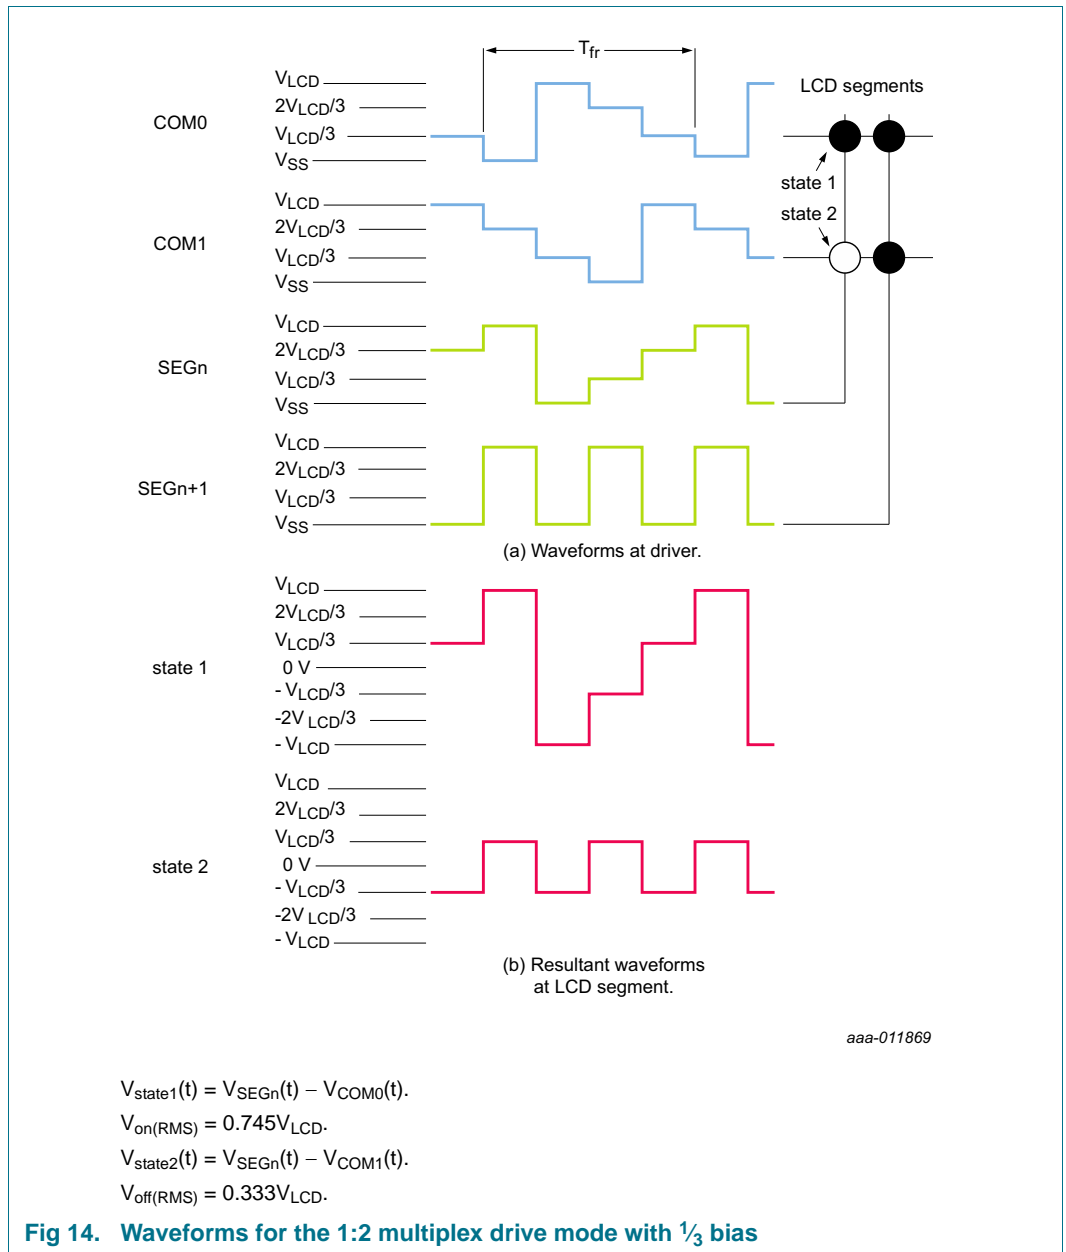 Tfr
LCD segments
COM0
VLCD
2VLCD/3
VLCD/3
VSS
state 1
state 2
COM1
VLCD
2VLCD/3
VLCD/3
VSS
SEGn
VLCD
2VLCD/3
VLCD/3
VSS
SEGn+1
VLCD
2VLCD/3
VLCD/3
VSS
(a) Waveforms at driver.
state 1
VLCD
2VLCD/3
VLCD/3
0 V
- VLCD/3
-2V LCD/3
- VLCD
state 2
VLCD
2VLCD/3
VLCD/3
0 V
- VLCD/3
-2V LCD/3
- VLCD
(b) Resultant waveforms
at LCD segment.
aaa-011869
Vstate1(t) = VSEGn(t) − VCOM0(t).
Von(RMS) = 0.745VLCD.
Vstate2(t) = VSEGn(t) − VCOM1(t).
Voff(RMS) = 0.333VLCD.
Fig 14. Waveforms for the 1:2 multiplex drive mode with 1⁄3 bias